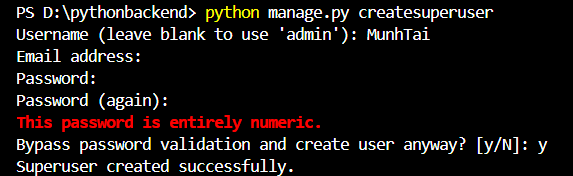 PS D:\pythonbackend> python manage.py createsuperuser
Username (leave blank to use 'admin'): MunhTai
Email address:
Password:
Password (again):
This password is entirely numeric.
Bypass password validation and create user anyway? [y/N]: y
Superuser created successfully.